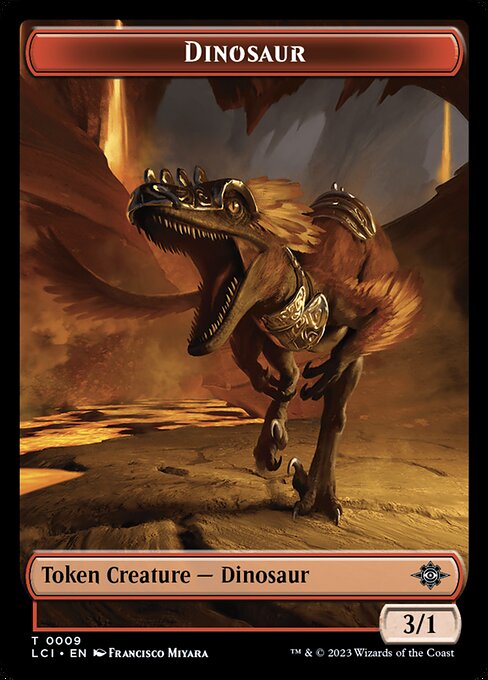 Dinosaur
Token Creature — Dinosaur
3/1
T 0009
LCI • EN Francisco Miyara
™ & © 2023 Wizards of the Coast